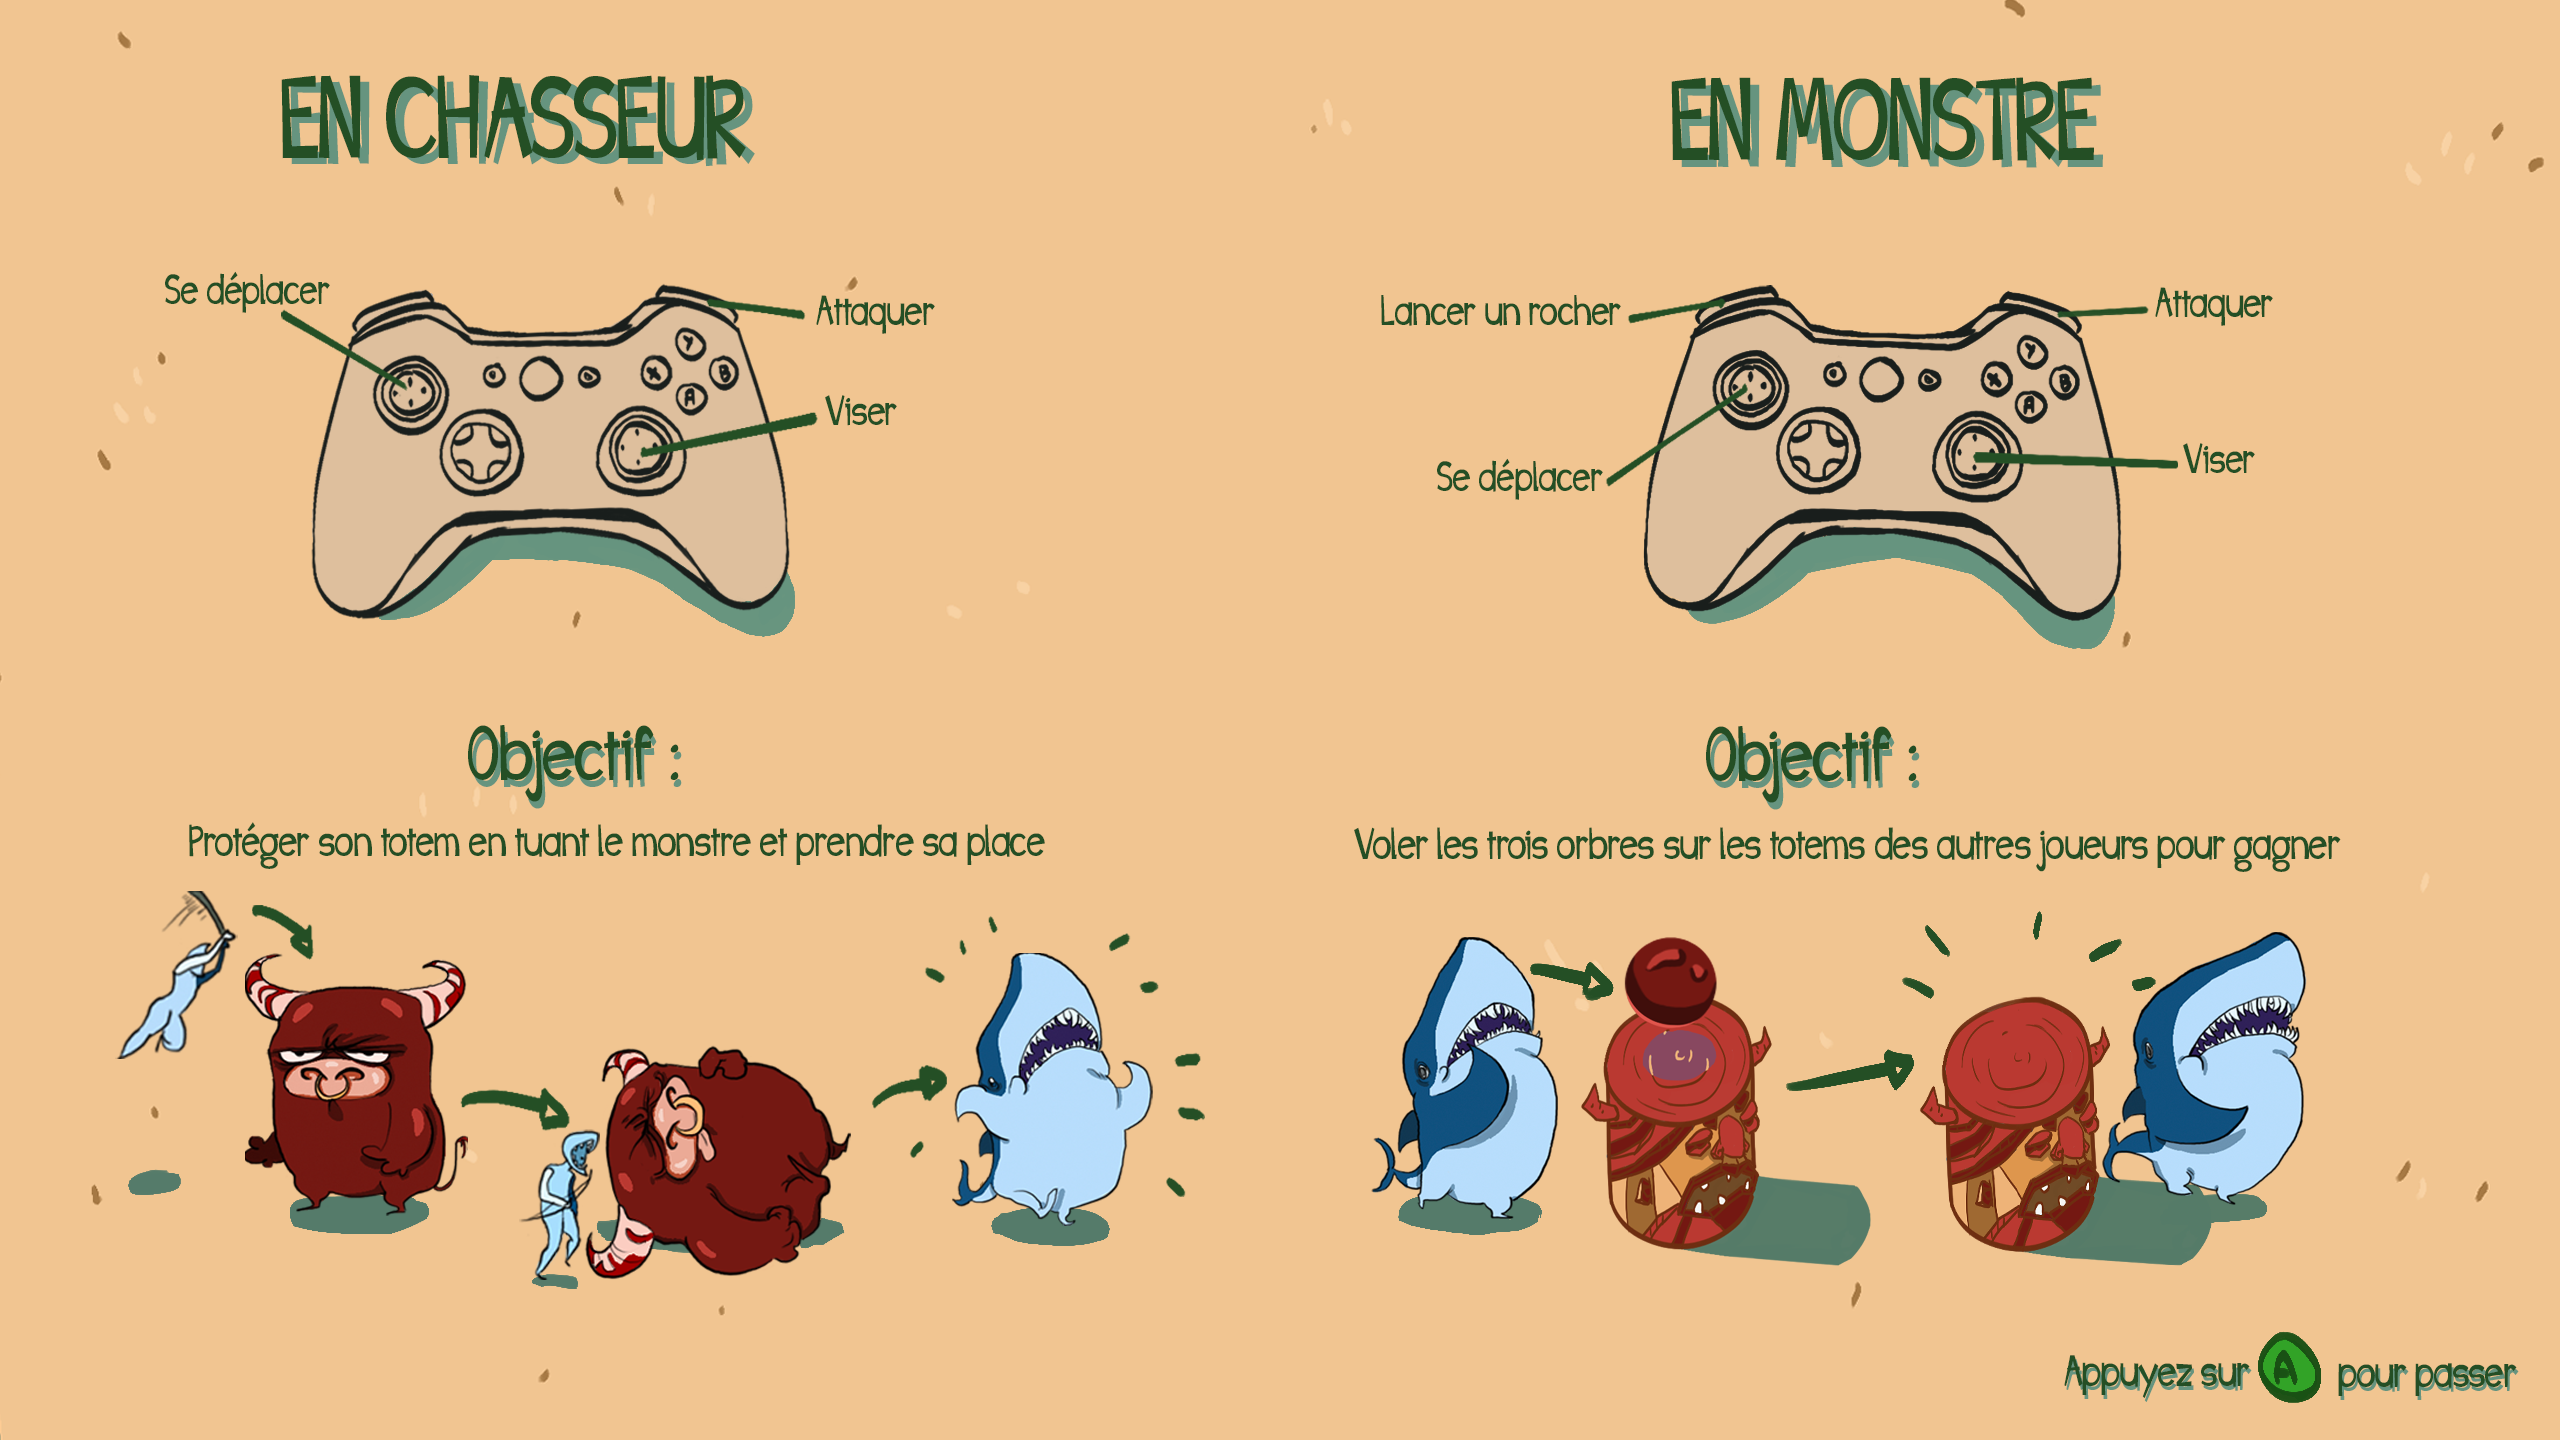 EN CHASSEUR
Se déplacer
Attaquer
Y
X
B
A
Viser
Objectif :
Protéger son totem en tuant le monstre et prendre sa place
EN MONSTRE
Lancer un rocher
Attaquer
Y
X
B
A
Se déplacer
Viser
Objectif :
Voler les trois orbres sur les totems des autres joueurs pour gagner
Appuyez sur A pour passer